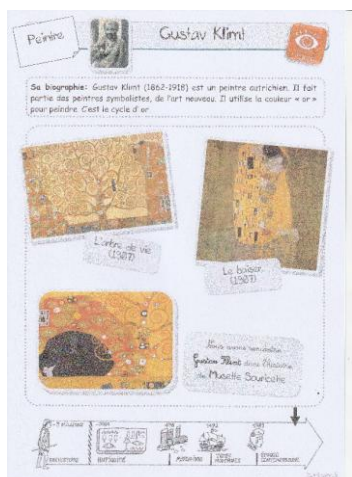 Peintre
Gustav Klimt
Sa biographie: Gustav Klimt (1862-1918) est un peintre autrichien. Il fait
partie des peintres symbolistes, de l'art nouveau. Il utilise la couleur « or »
pour peindre. C'est le cycle d'or.
L'arbre de vie
(1907)
Le baiser
(1907)
Nous avons rencontré
Gustav Klimt dans l'histoire
de Musette Souricette